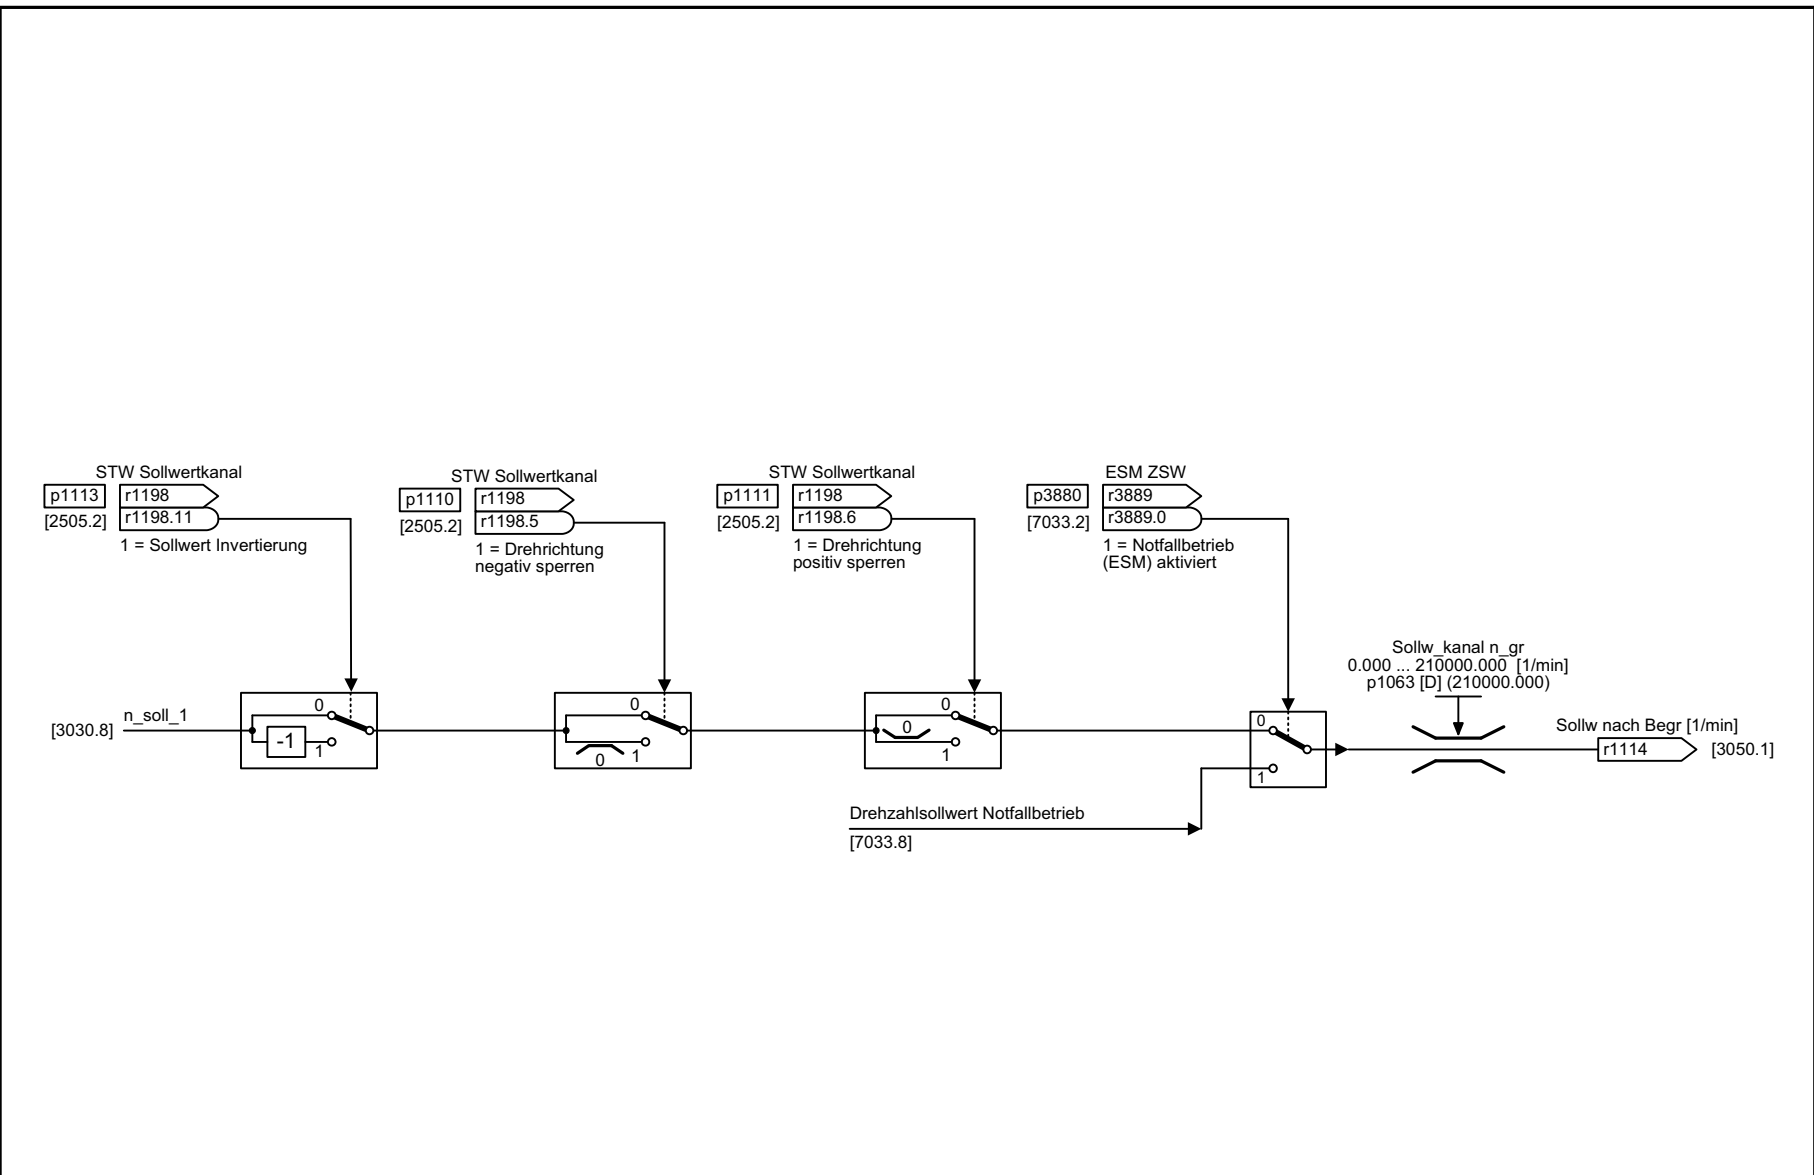 STW Sollwertkanal
p1113
r1198
[2505.2]
r1198.11
1 = Sollwert Invertierung
STW Sollwertkanal
p1110
r1198
[2505.2]
r1198.5
1 = Drehrichtung
negativ sperren
STW Sollwertkanal
p1111
r1198
[2505.2]
r1198.6
1 = Drehrichtung
positiv sperren
ESM ZSW
p3880
r3889
[7033.2]
r3889.0
1 = Notfallbetrieb
(ESM) aktiviert
Sollw_kanal n_gr
0.000 ... 210000.000 [1/min]
p1063 [D] (210000.000)
[3030.8]
n_soll_1
0
-1
1
0
0
1
0
0
1
0
1
Sollw nach Begr [1/min]
r1114
[3050.1]
Drehzahlsollwert Notfallbetrieb
[7033.8]